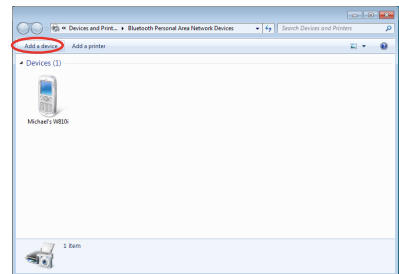 « Devices and Print... ▸ Bluetooth Personal Area Network Devices
Search Devices and Printers
Add a device
Add a printer
Devices (1)
Michael's W810i
1 item